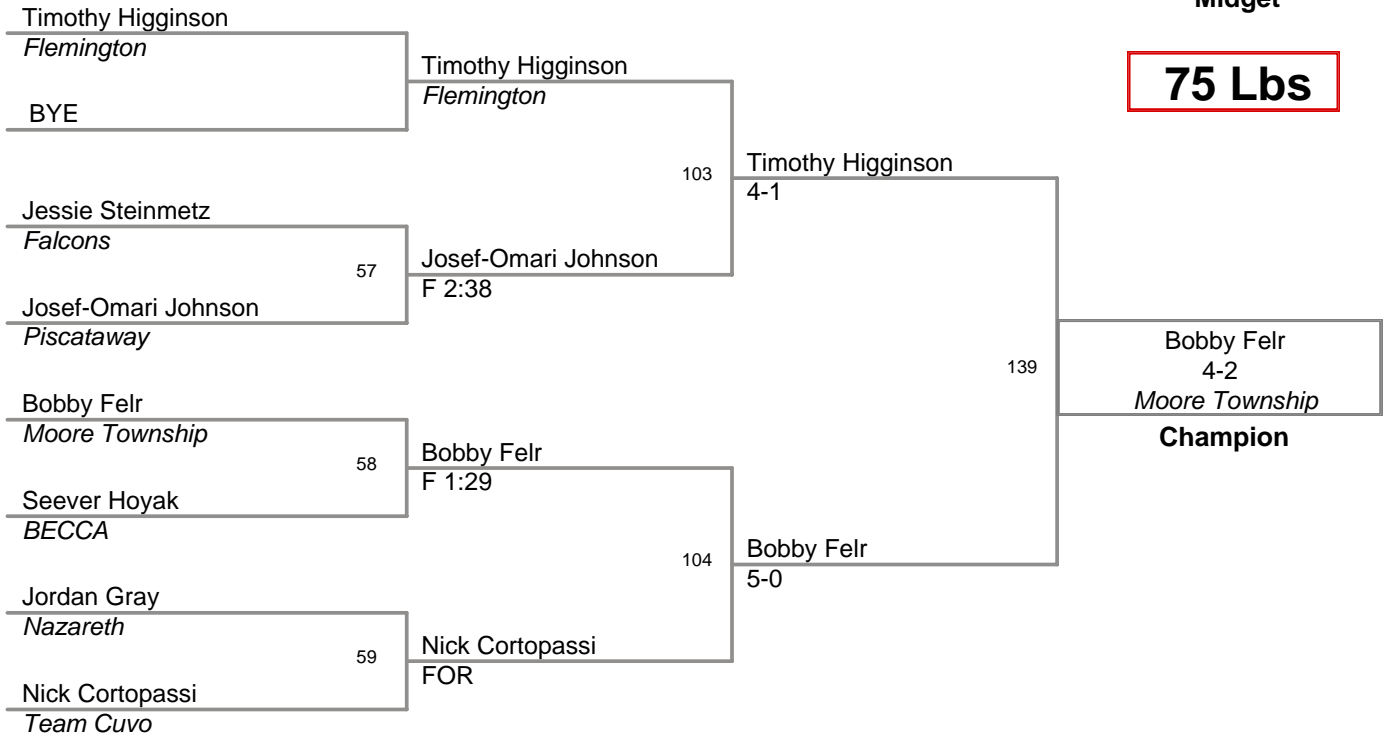 Midget
75 Lbs
Timothy Higginson
Flemington
BYE
Jessie Steinmetz
Falcons
57
Josef-Omari Johnson
Piscataway
Bobby Felr
Moore Township
58
Seever Hoyak
BECCA
Jordan Gray
Nazareth
59
Nick Cortopassi
Team Cuvo
Timothy Higginson
Flemington
103
Josef-Omari Johnson
F 2:38
Bobby Felr
F 1:29
104
Nick Cortopassi
FOR
Timothy Higginson
4-1
139
Bobby Felr
5-0
Bobby Felr
4-2
Moore Township
Champion